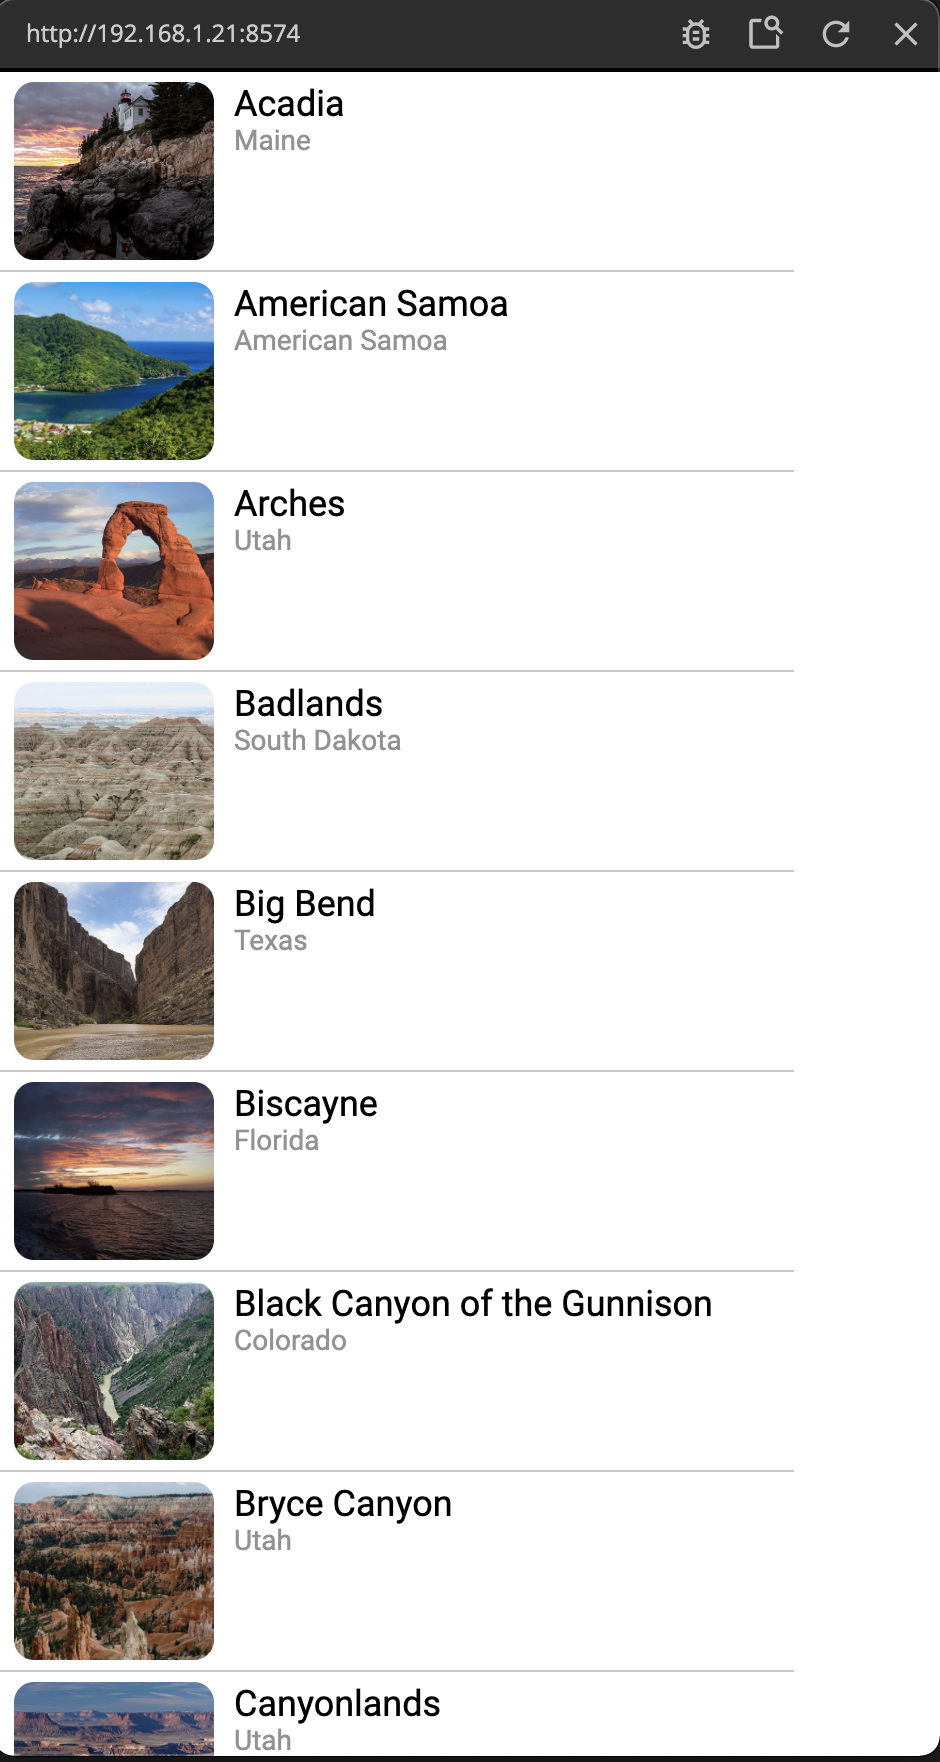 http://192.168.1.21:8574
Acadia
Maine
American Samoa
American Samoa
Arches
Utah
Badlands
South Dakota
Big Bend
Texas
Biscayne
Florida
Black Canyon of the Gunnison
Colorado
Bryce Canyon
Utah
Canyonlands
Utah